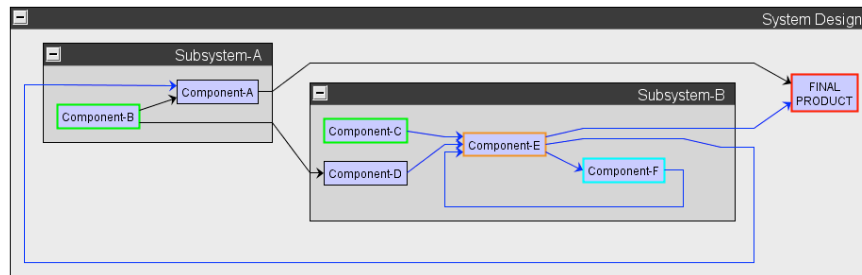 System Design
Subsystem-A
Component-A
Component-B
Subsystem-B
Component-C
Component-D
Component-E
Component-F
FINAL
PRODUCT